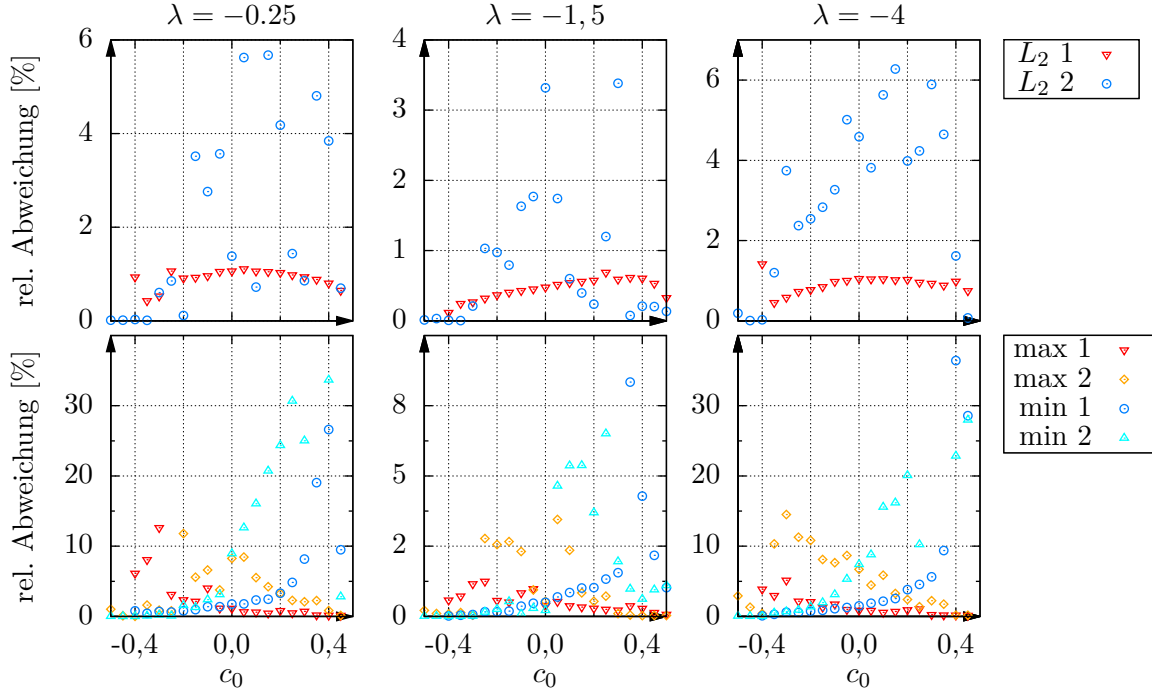 λ = −0.25
λ = −1, 5
λ = −4
rel. Abweichung [%]
6
4
2
0
4
3
2
1
0
6
4
2
0
L₂ 1
L₂ 2
rel. Abweichung [%]
30
20
10
0
8
5
2
0
30
20
10
0
max 1
max 2
min 1
min 2
-0,4 0,0 0,4
-0,4 0,0 0,4
-0,4 0,0 0,4
c₀
c₀
c₀